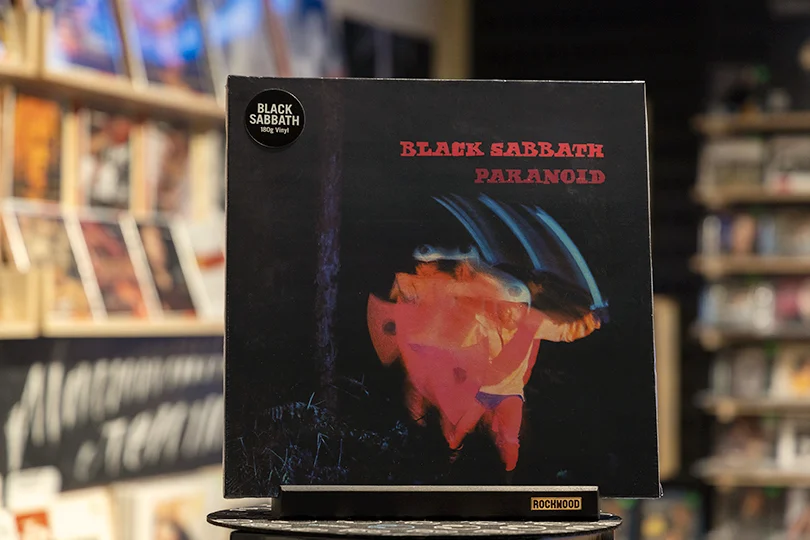 BLACK
SABBATH
180g Vinyl
BLACK SABBATH
PARANOID
ROCKWOOD